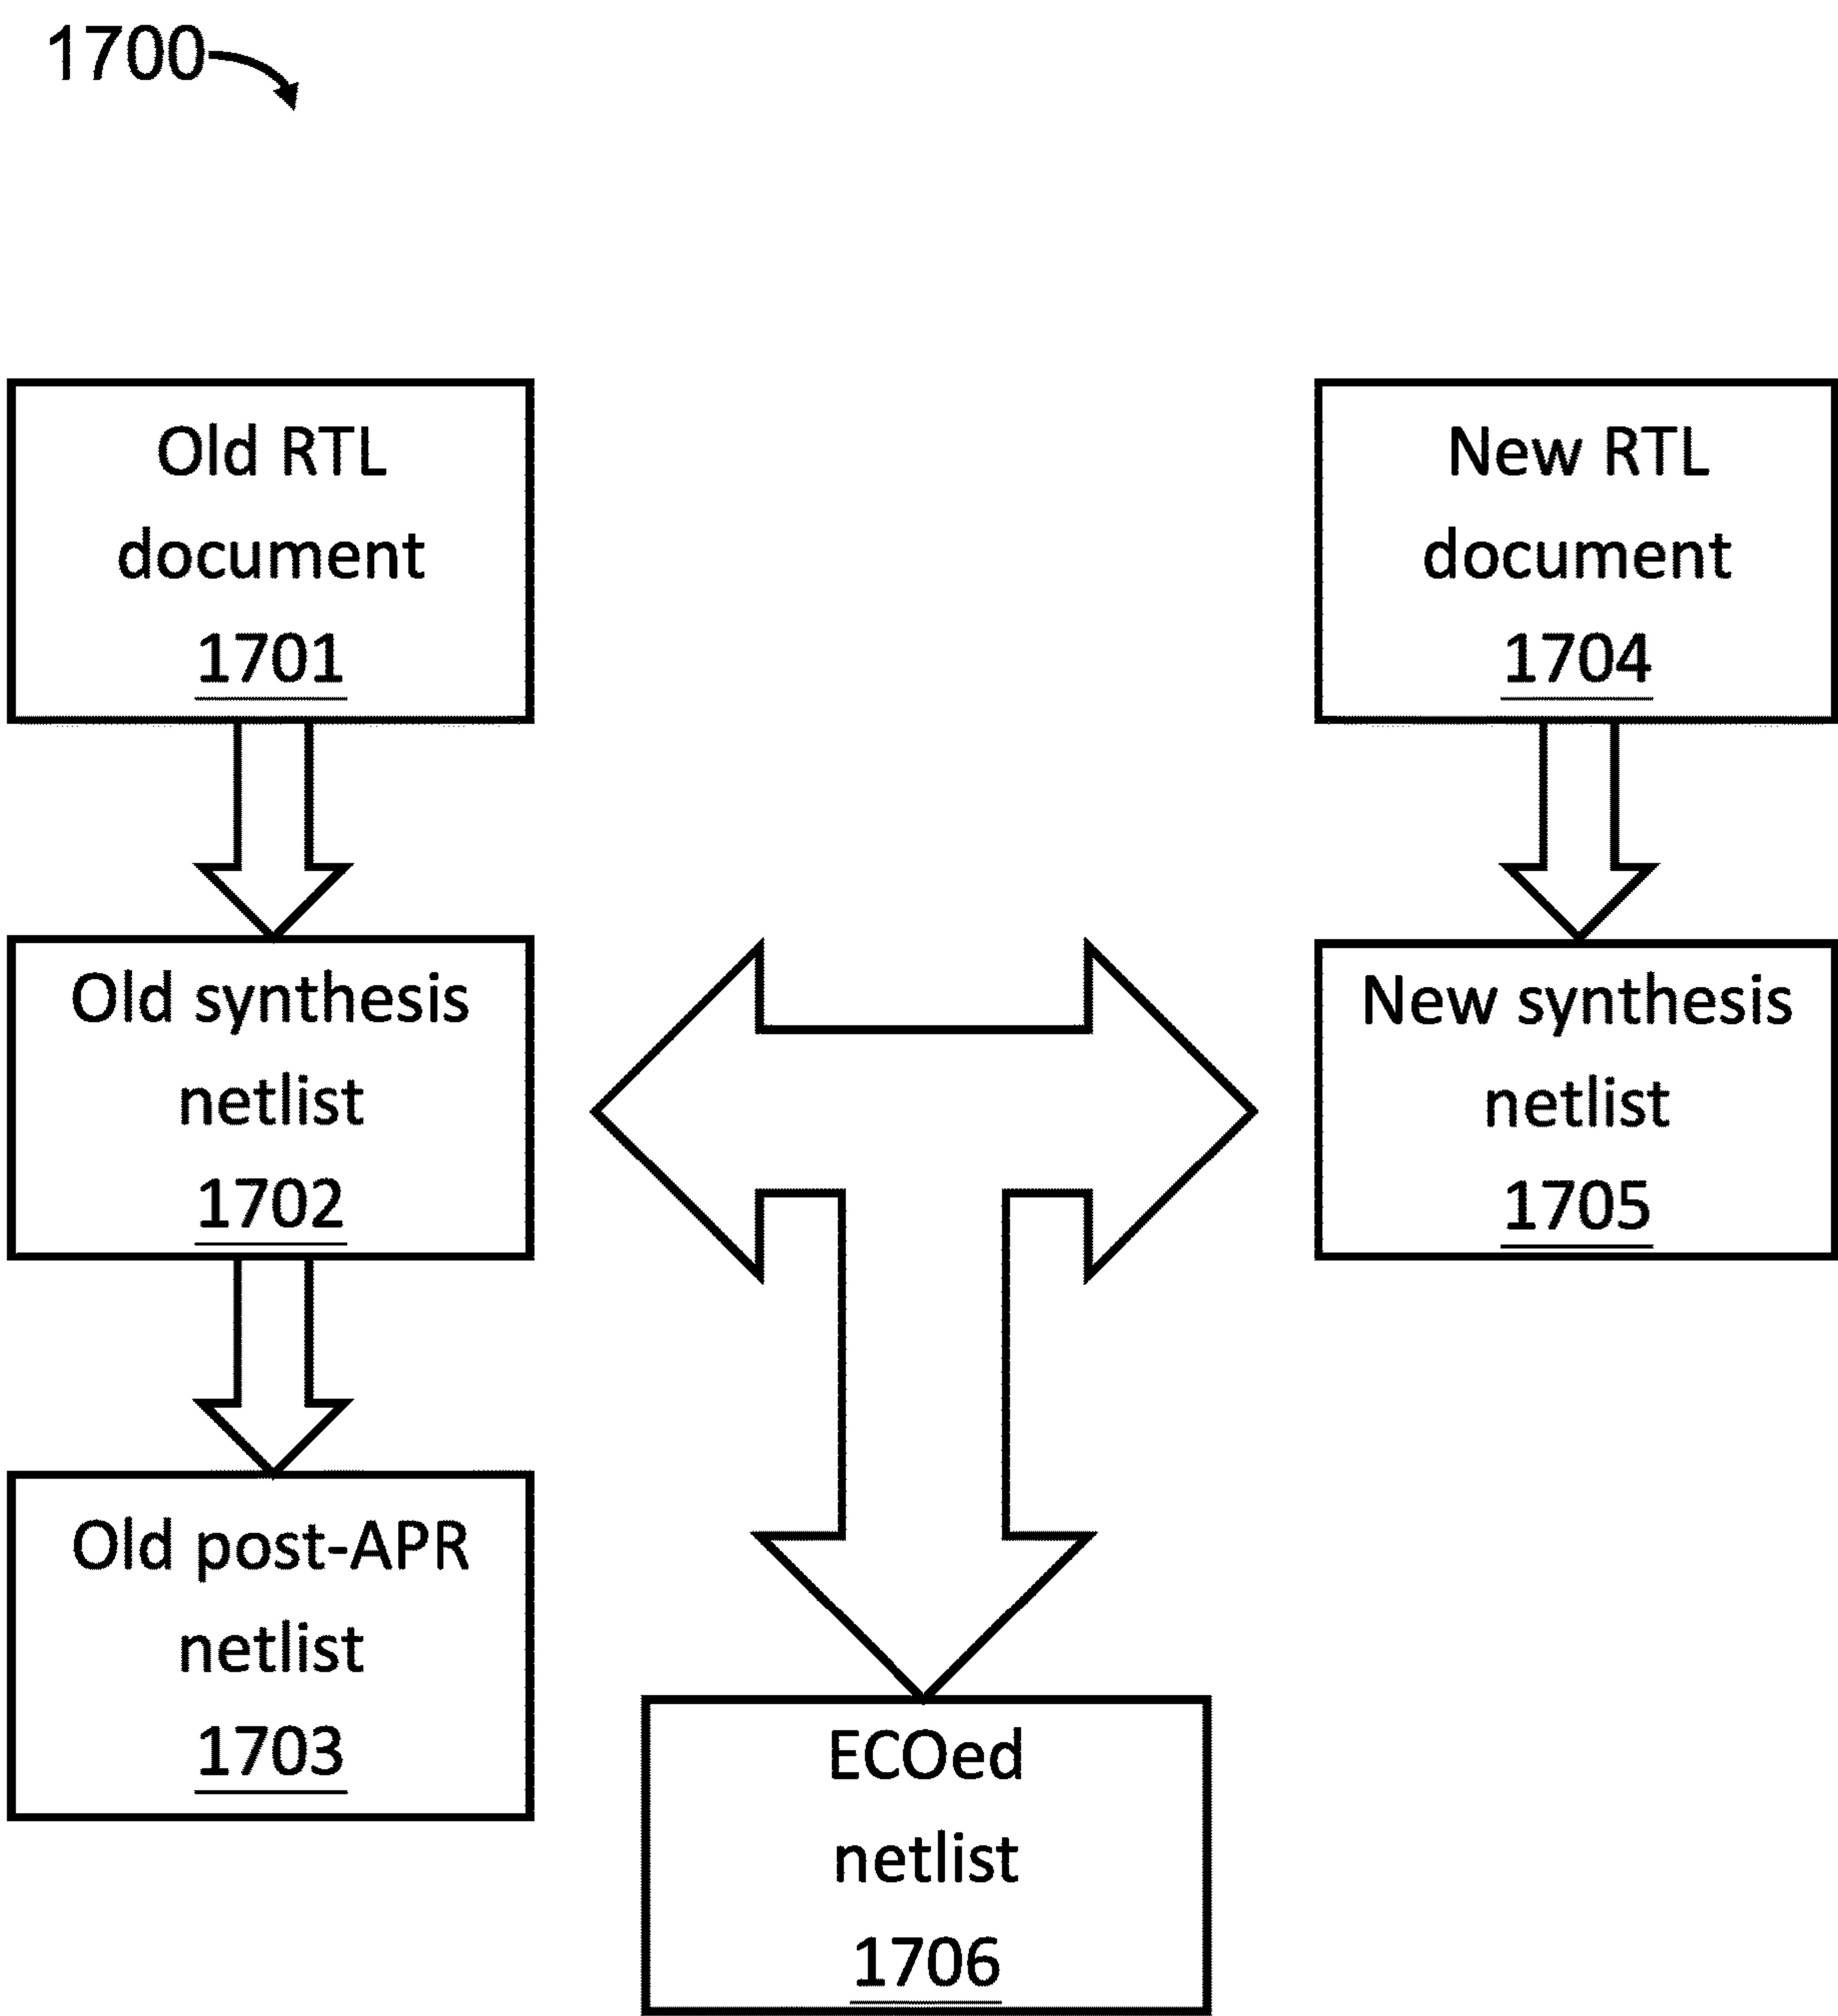 1700
Old RTL
document
1701
New RTL
document
1704
Old synthesis
netlist
1702
New synthesis
netlist
1705
Old post-APR
netlist
1703
ECOed
netlist
1706